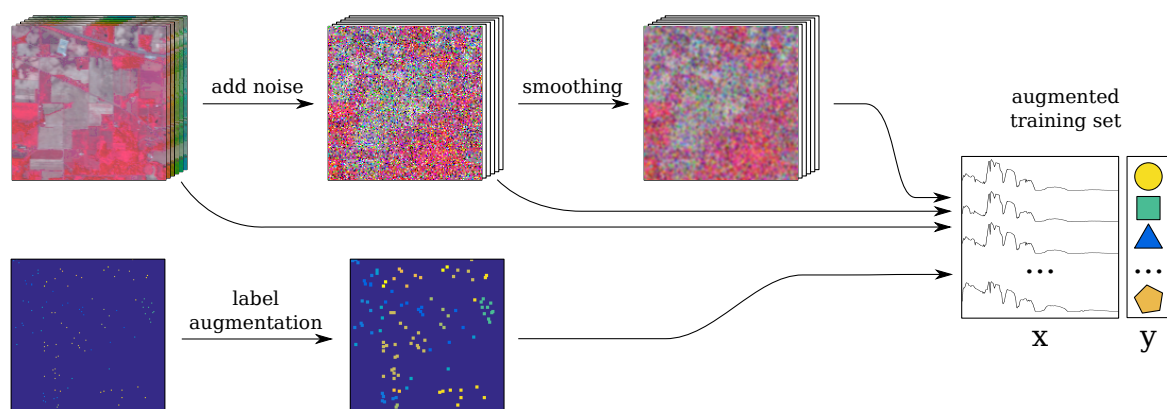 add noise
smoothing
augmented
training set
label
augmentation
x
y